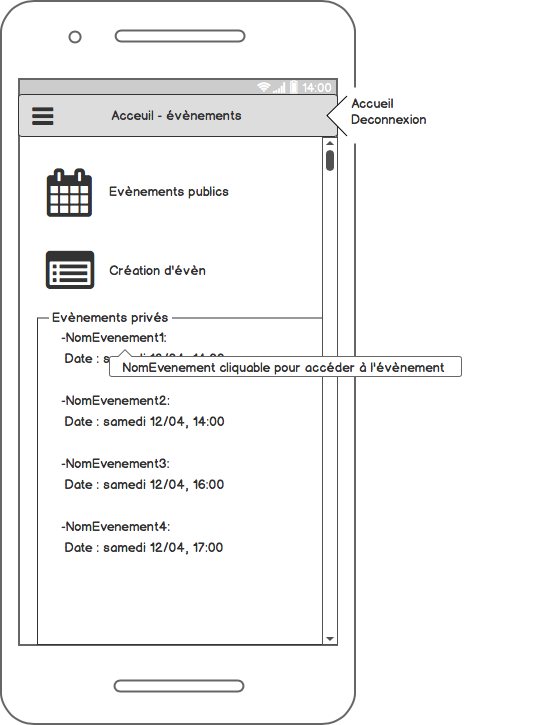 14:00
Acceuil - évènements
Accueil
Deconnexion
Evènements publics
Création d'évèn
Evènements privés
-NomEvenement1:
Date : s
NomEvenement cliquable pour accéder à l'évènement
-NomEvenement2:
Date : samedi 12/04, 14:00
-NomEvenement3:
Date : samedi 12/04, 16:00
-NomEvenement4:
Date : samedi 12/04, 17:00